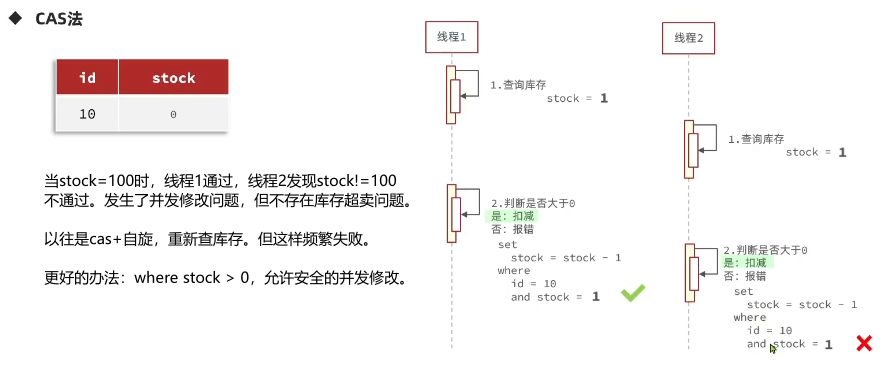 ◆ CAS法
id stock
10 0
当stock=100时，线程1通过，线程2发现stock!=100
不通过。发生了并发修改问题，但不存在库存超卖问题。
以往是cas+自旋，重新查库存。但这样频繁失败。
更好的办法：where stock > 0，允许安全的并发修改。
线程1
1.查询库存
stock = 1
2.判断是否大于0
是：扣减
否：报错
set
stock = stock - 1
where
id = 10
and stock = 1
线程2
1.查询库存
stock = 1
2.判断是否大于0
是：扣减
否：报错
set
stock = stock - 1
where
id = 10
and stock = 1